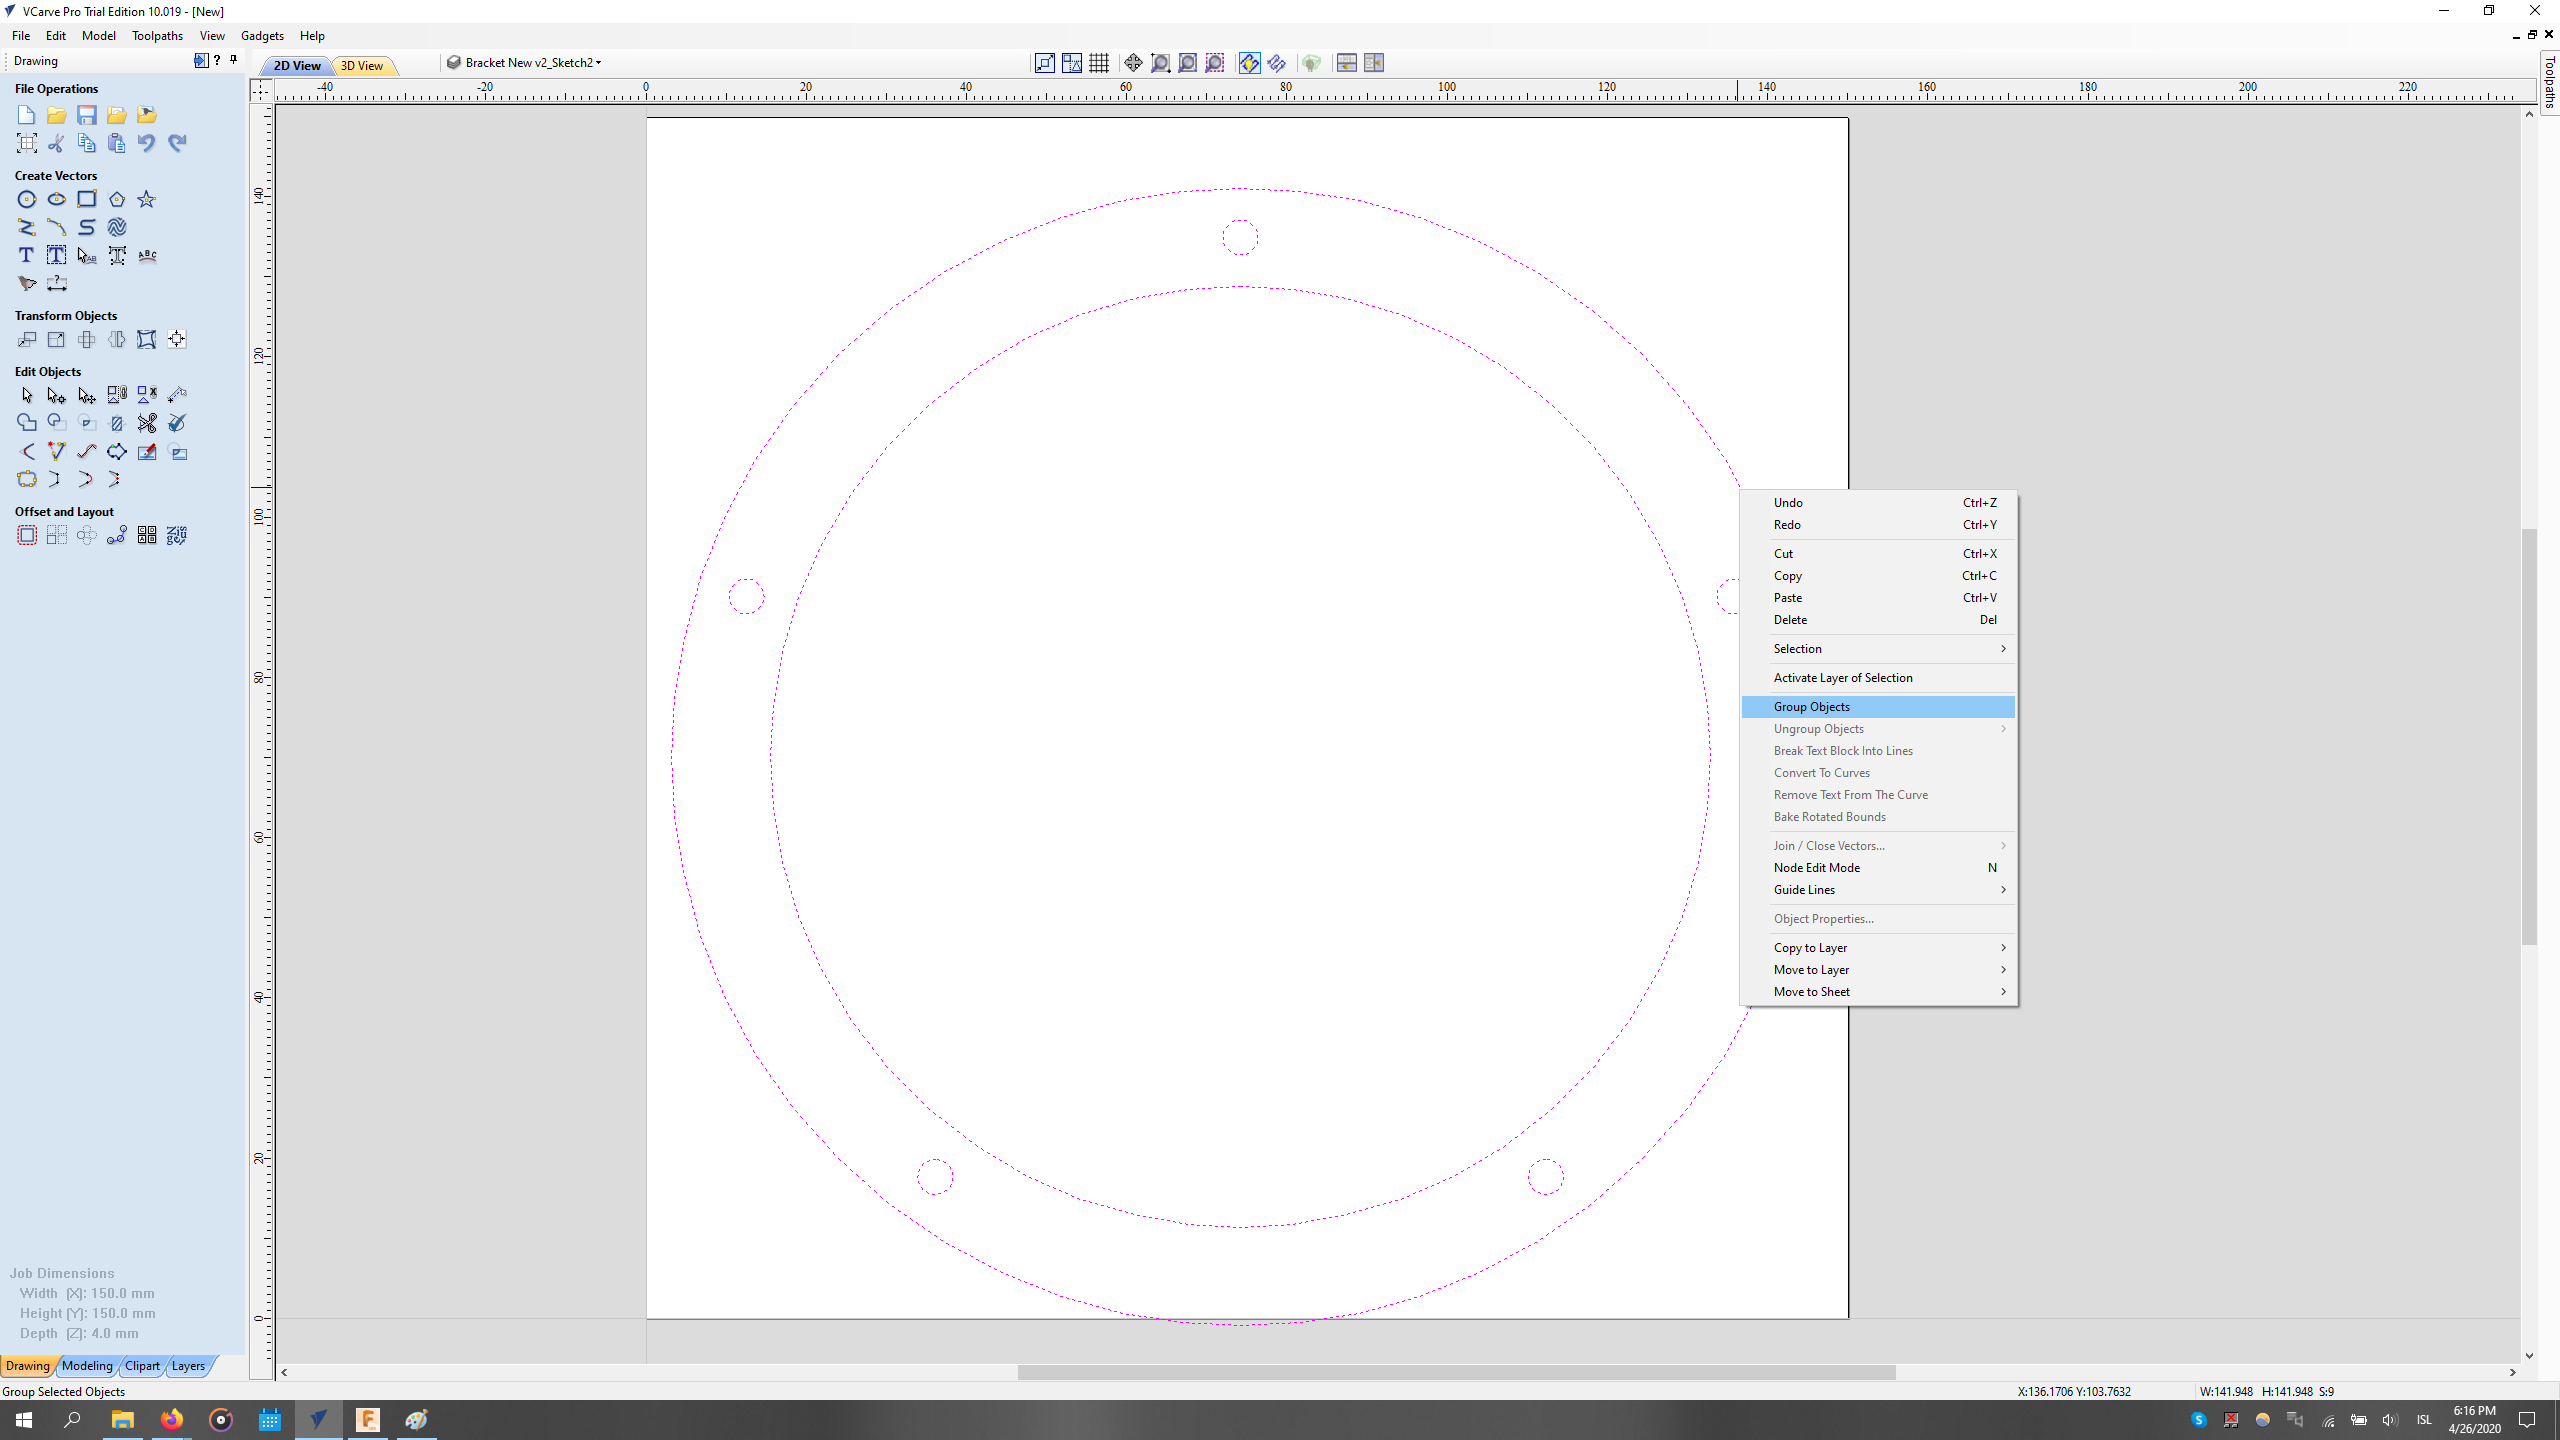 VCarve Pro Trial Edition 10.019 - [New]
File Edit Model Toolpaths View Gadgets Help
Drawing
2D View 3D View Bracket New v2_Sketch2
Toolpaths
File Operations
-40 -20 0 20 40 60 80 100 120 140 160 180 200 220
Create Vectors
Transform Objects
Edit Objects
Offset and Layout
140
120
100
80
60
40
20
0
Undo Ctrl+Z
Redo Ctrl+Y
Cut Ctrl+X
Copy Ctrl+C
Paste Ctrl+V
Delete Del
Selection
Activate Layer of Selection
Group Objects
Ungroup Objects
Break Text Block Into Lines
Convert To Curves
Remove Text From The Curve
Bake Rotated Bounds
Join / Close Vectors...
Node Edit Mode N
Guide Lines
Object Properties...
Copy to Layer
Move to Layer
Move to Sheet
Job Dimensions
Width (X): 150.0 mm
Height (Y): 150.0 mm
Depth (Z): 4.0 mm
Drawing Modeling Clipart Layers
Group Selected Objects
X:136.1706 Y:103.7632
W:141.948 H:141.948 S:9
ISL
6:16 PM
4/26/2020